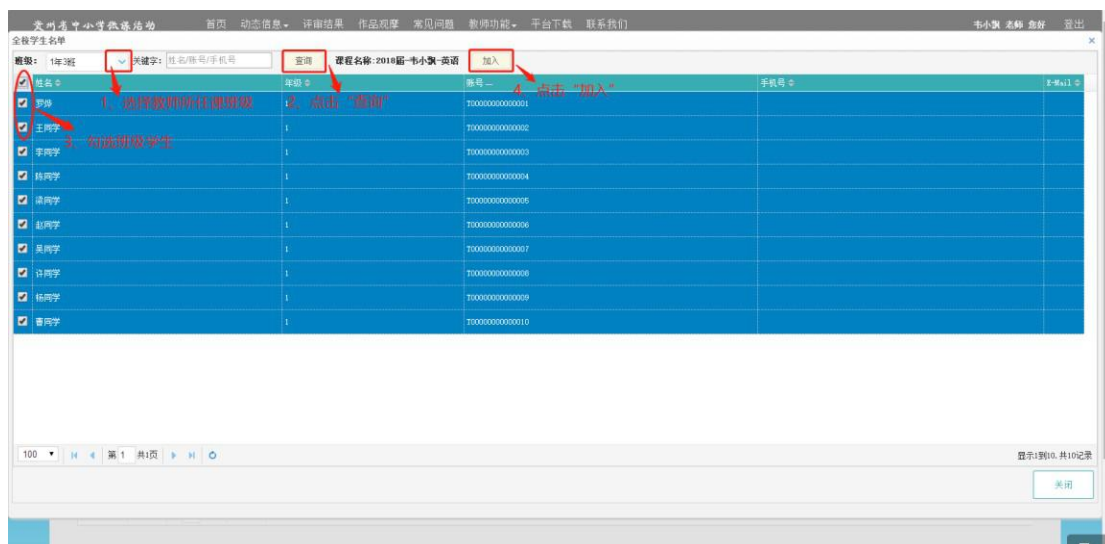 贵州省中小学微课活动 首页 动态信息 评审结果 作品观摩 常见问题 教师功能 平台下载 联系我们 韦小飘 老师 您好 登出
全校学生名单 ×
班级: 1年3班 关键字: 姓名/账号/手机号 查询 课程名称:2018届-韦小飘-英语 加入
姓名 年级 账号 手机号 E-Mail
1、选择教师所任课班级 2、点击“查询” 4、点击“加入”
1 T00000000000001
王同学 1 T00000000000002
3、勾选班级学生
李同学 1 T00000000000003
陈同学 1 T00000000000004
梁同学 1 T00000000000005
赵同学 1 T00000000000006
吴同学 1 T00000000000007
许同学 1 T00000000000008
杨同学 1 T00000000000009
曹同学 1 T00000000000010
100 第 1 共1页 显示1到10,共10记录
关闭